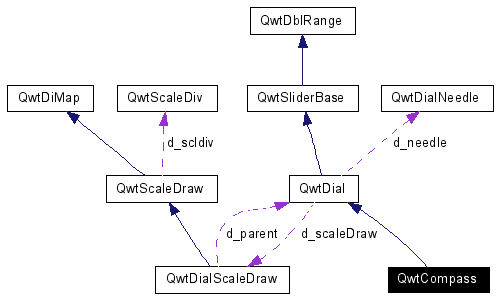 QwtDblRange
QwtDiMap
QwtScaleDiv
QwtSliderBase
QwtDialNeedle
d_scldiv
d_needle
QwtScaleDraw
QwtDial
d_parent
d_scaleDraw
QwtDialScaleDraw
QwtCompass